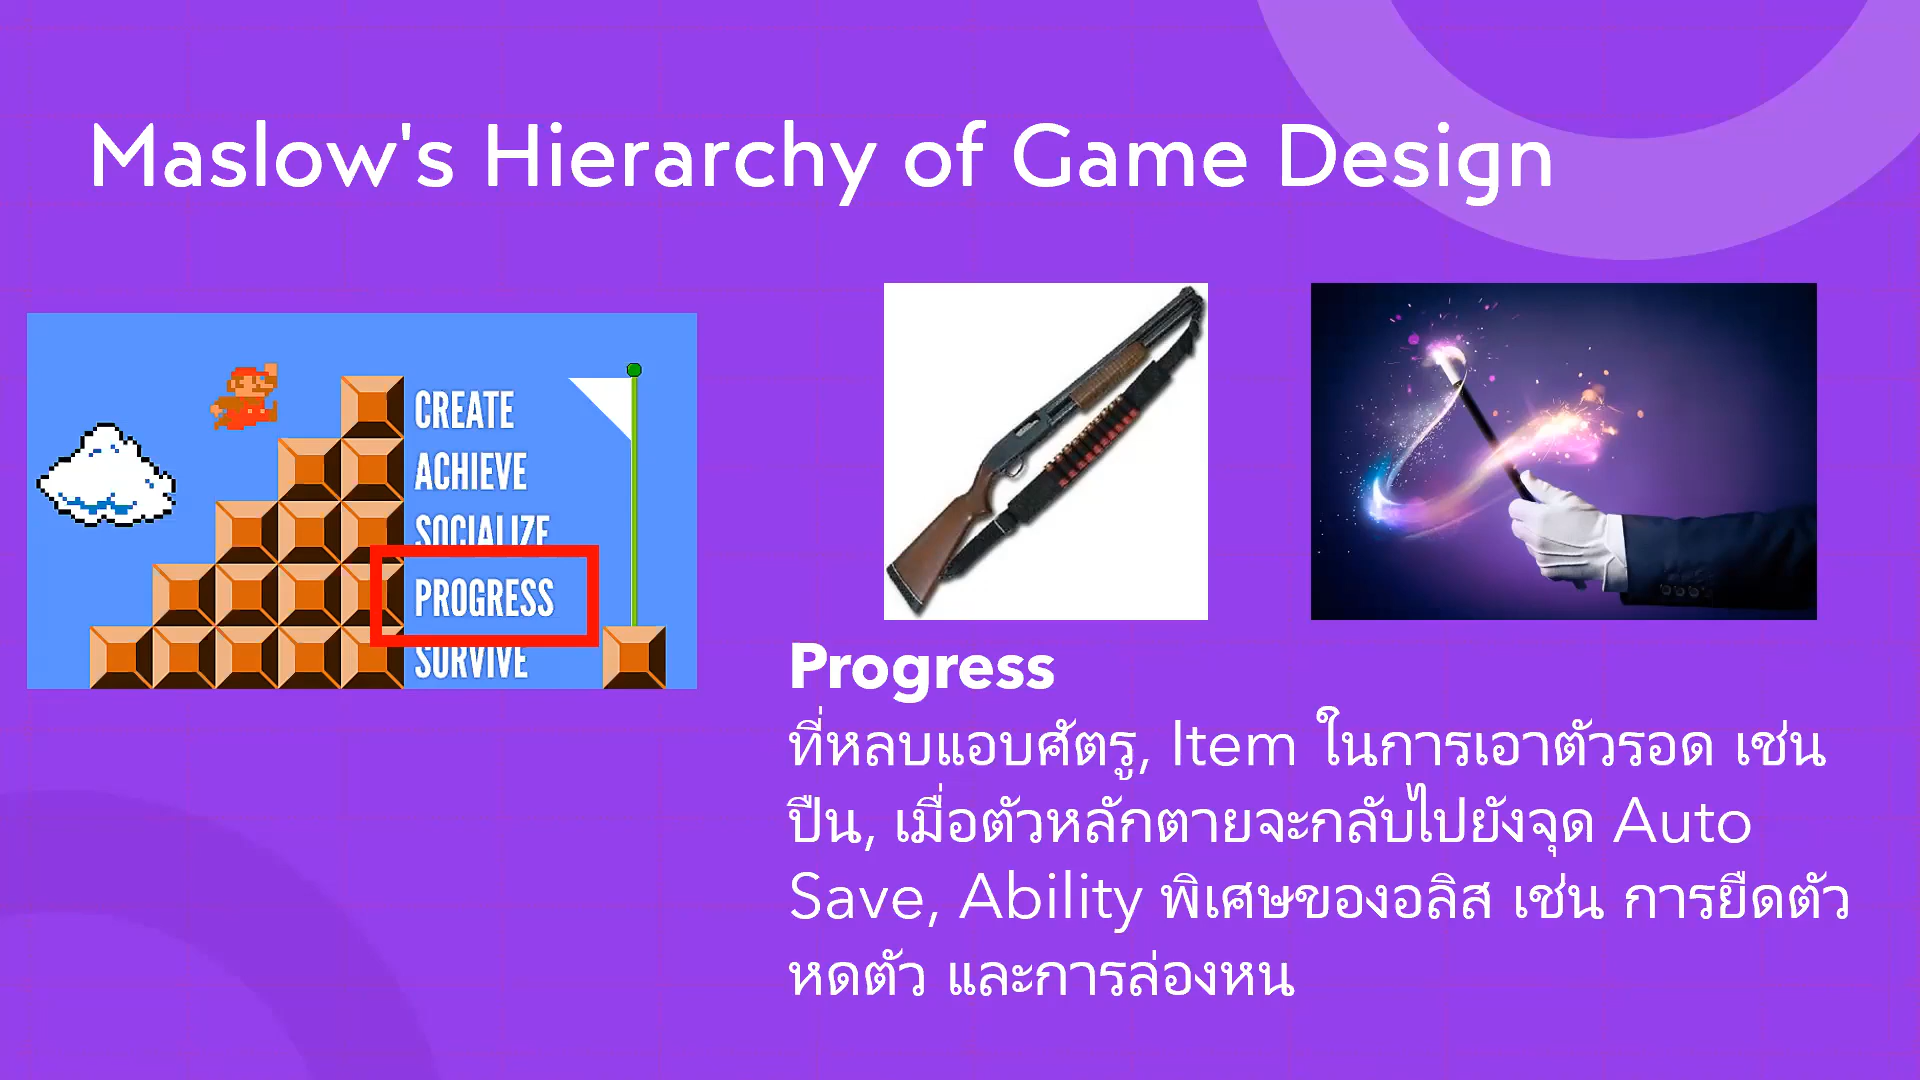 Maslow's Hierarchy of Game Design
CREATE
ACHIEVE
SOCIALIZE
PROGRESS
SURVIVE
Progress
ที่หลบแอบศัตรู, Item ในการเอาตัวรอด เช่น
ปืน, เมื่อตัวหลักตายจะกลับไปยังจุด Auto
Save, Ability พิเศษของอลิส เช่น การยืดตัว
หดตัว และการล่องหน